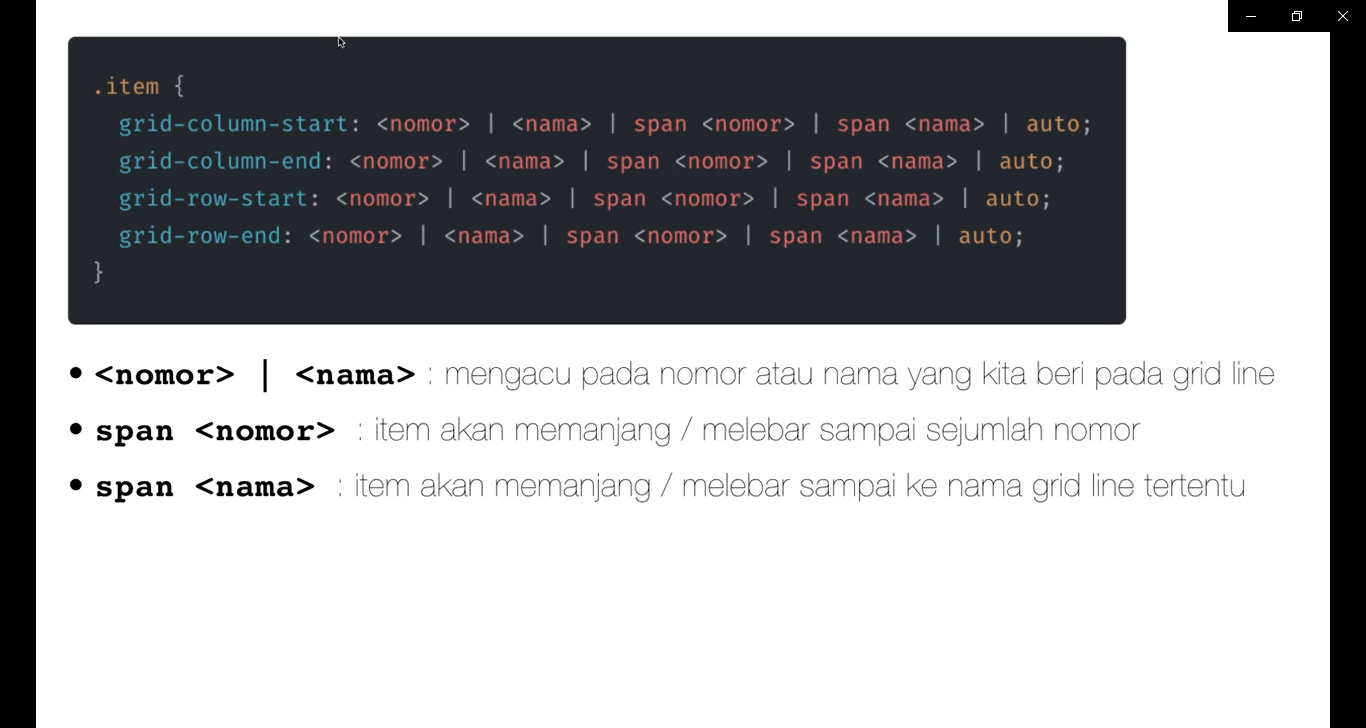 .item {
grid-column-start: <nomor> | <nama> | span <nomor> | span <nama> | auto;
grid-column-end: <nomor> | <nama> | span <nomor> | span <nama> | auto;
grid-row-start: <nomor> | <nama> | span <nomor> | span <nama> | auto;
grid-row-end: <nomor> | <nama> | span <nomor> | span <nama> | auto;
}
• <nomor> | <nama> : mengacu pada nomor atau nama yang kita beri pada grid line
• span <nomor> : item akan memanjang / melebar sampai sejumlah nomor
• span <nama> : item akan memanjang / melebar sampai ke nama grid line tertentu